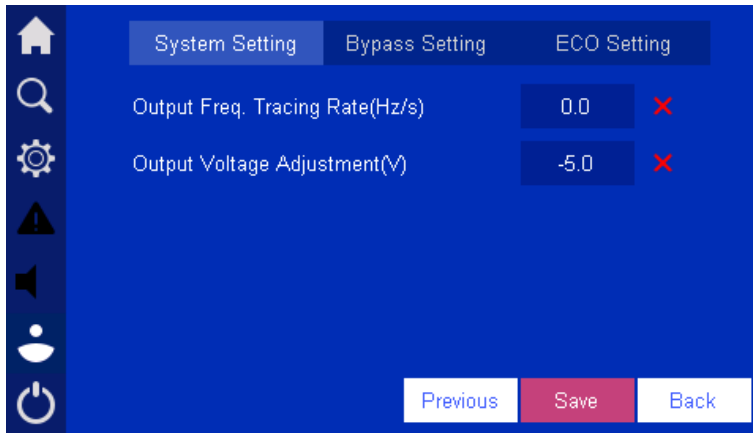 System Setting Bypass Setting ECO Setting
Output Freq. Tracing Rate(Hz/s) 0.0
Output Voltage Adjustment(V) -5.0
Previous Save Back